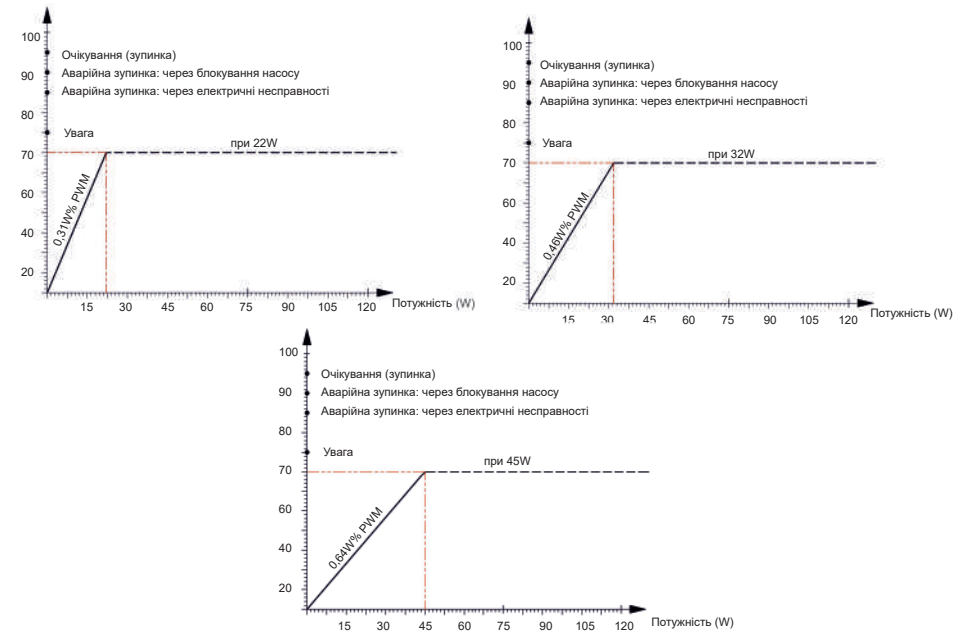 100
90
80
70
60
40
20
Очікування (зупинка)
Аварійна зупинка: через блокування насосу
Аварійна зупинка: через електричні несправності
Увага
при 22W
0,31W% PWM
15 30 45 60 75 90 105 120
Потужність (W)
100
90
80
70
60
40
20
Очікування (зупинка)
Аварійна зупинка: через блокування насосу
Аварійна зупинка: через електричні несправності
Увага
при 32W
0,46W% PWM
15 30 45 60 75 90 105 120
Потужність (W)
100
90
80
70
60
40
20
Очікування (зупинка)
Аварійна зупинка: через блокування насосу
Аварійна зупинка: через електричні несправності
Увага
при 45W
0,64W% PWM
15 30 45 60 75 90 105 120
Потужність (W)